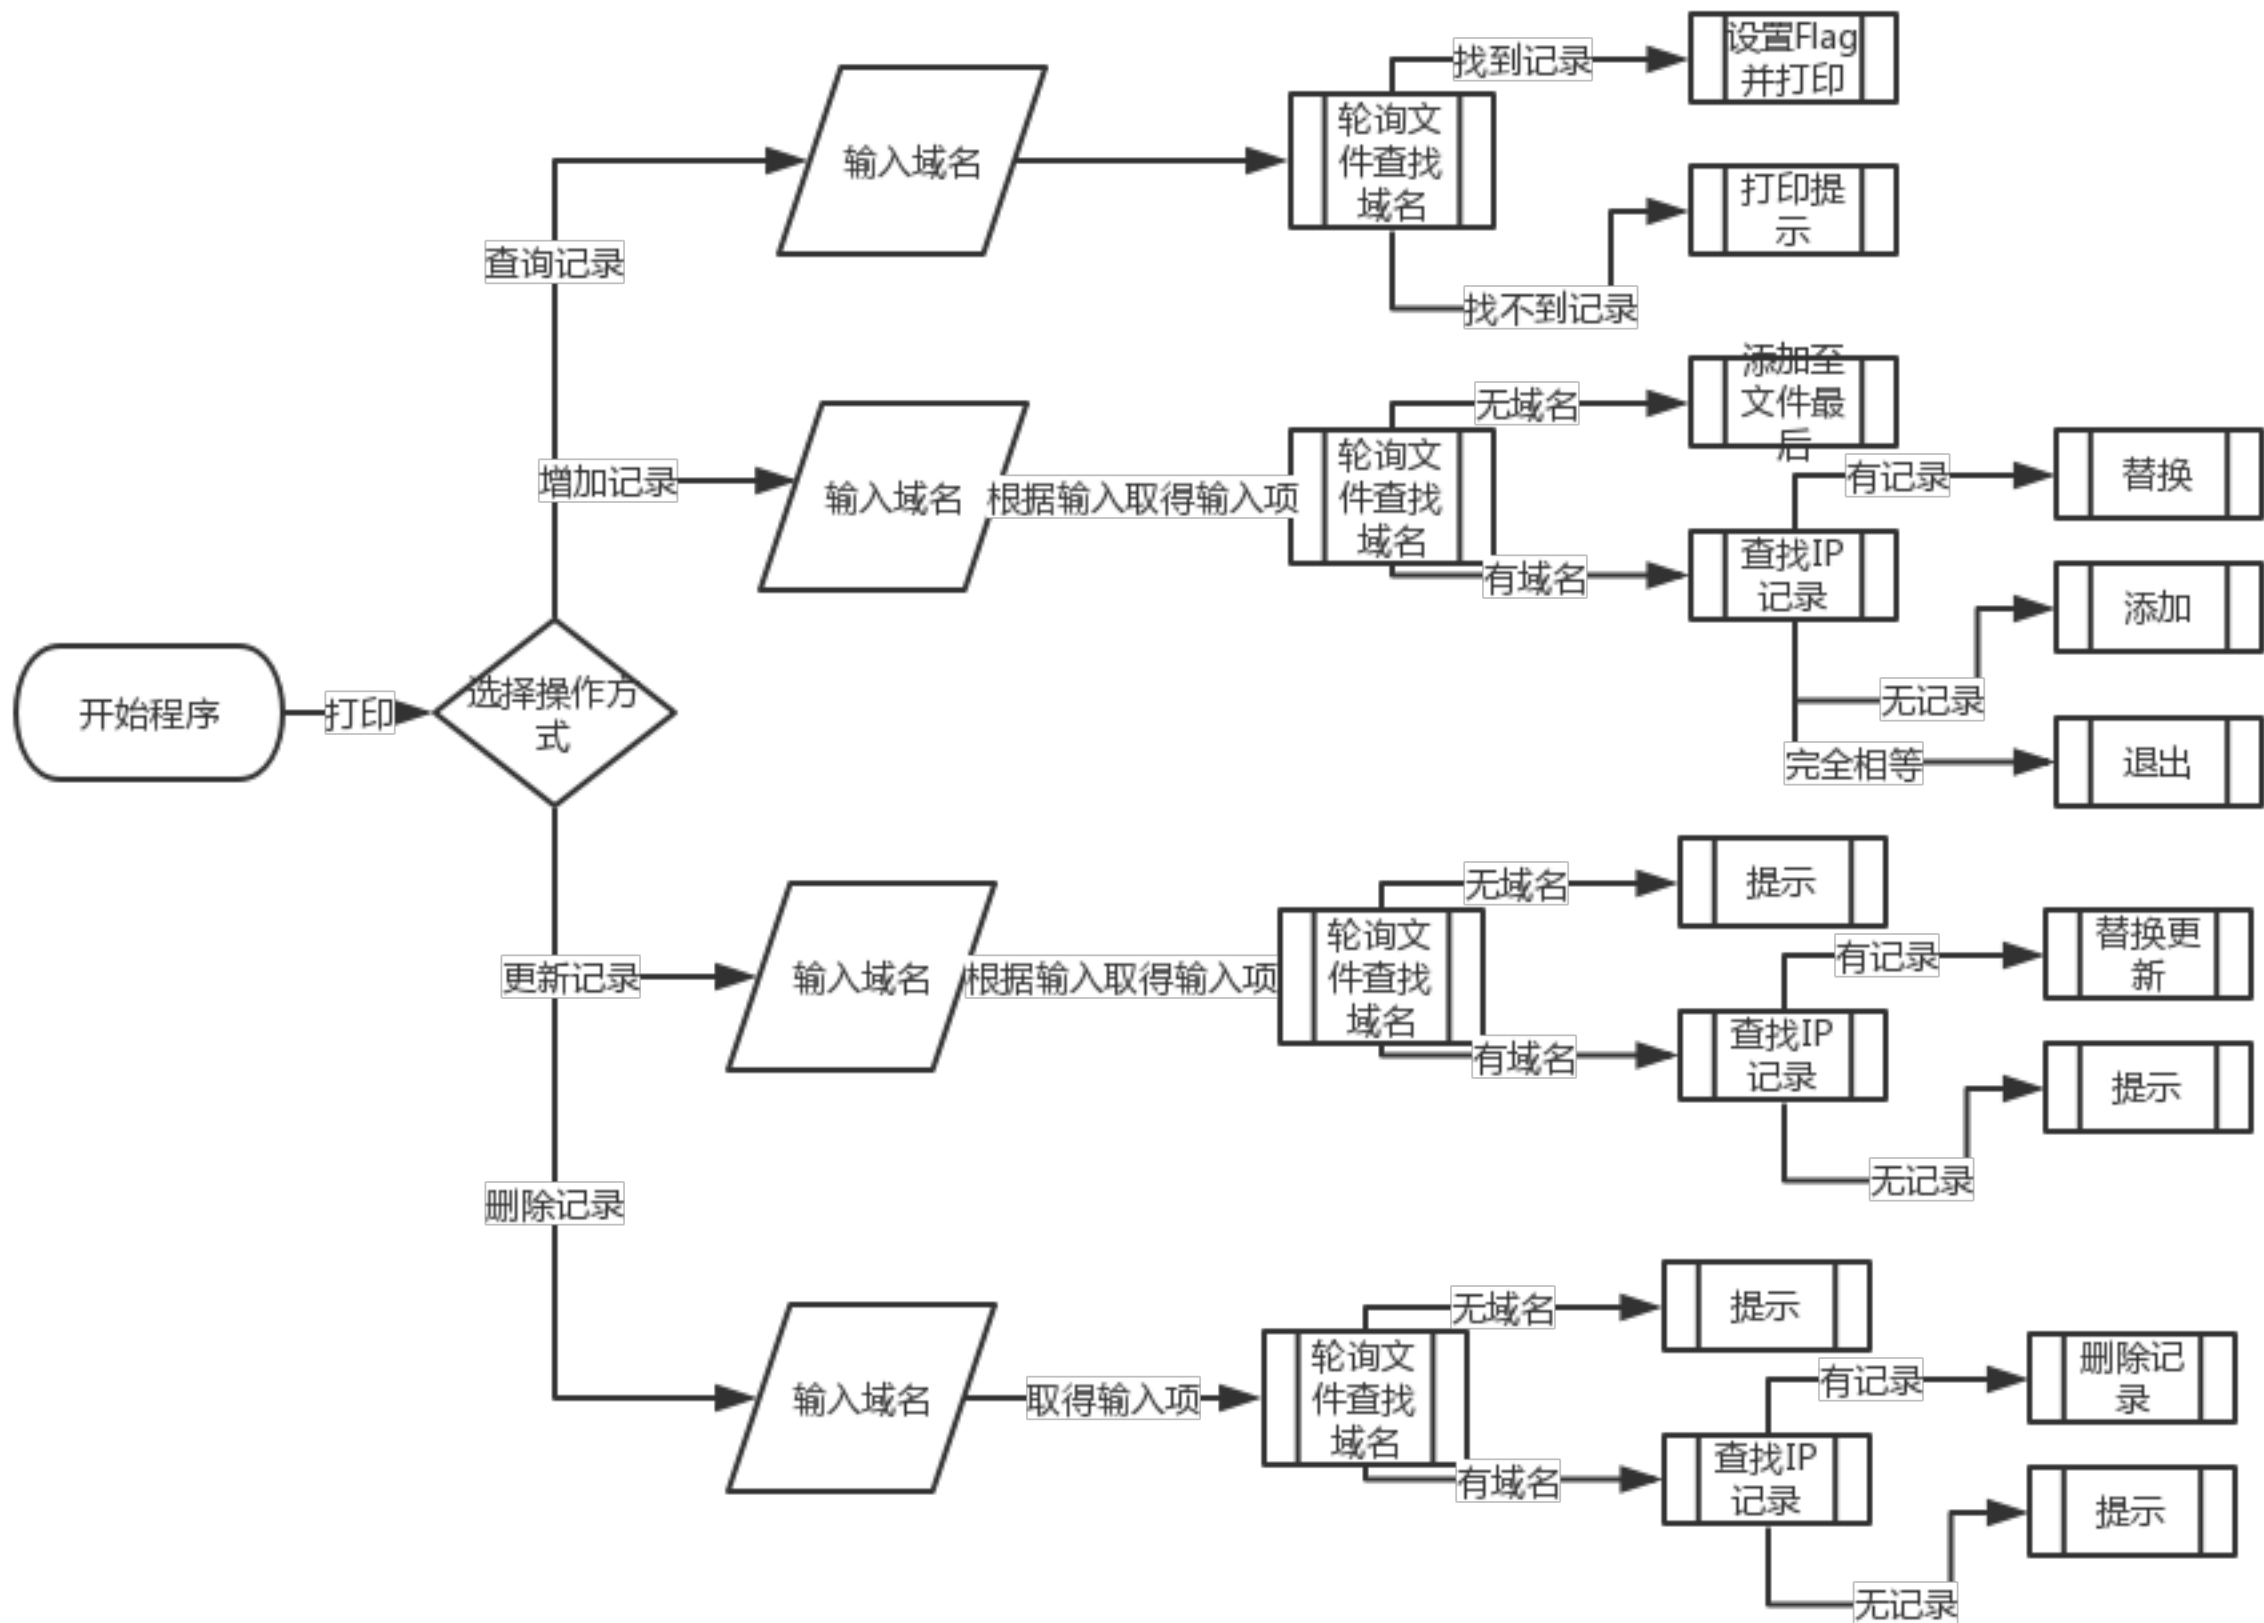 开始程序
打印
选择操作方
式
查询记录
输入域名
轮询文
件查找
域名
找到记录
设置Flag
并打印
找不到记录
打印提
示
增加记录
输入域名
根据输入取得输入项
轮询文
件查找
域名
无域名
添加至
文件最
后
有域名
查找IP
记录
有记录
替换
无记录
添加
完全相等
退出
更新记录
输入域名
根据输入取得输入项
轮询文
件查找
域名
无域名
提示
有域名
查找IP
记录
有记录
替换更
新
无记录
提示
删除记录
输入域名
取得输入项
轮询文
件查找
域名
无域名
提示
有域名
查找IP
记录
有记录
删除记
录
无记录
提示